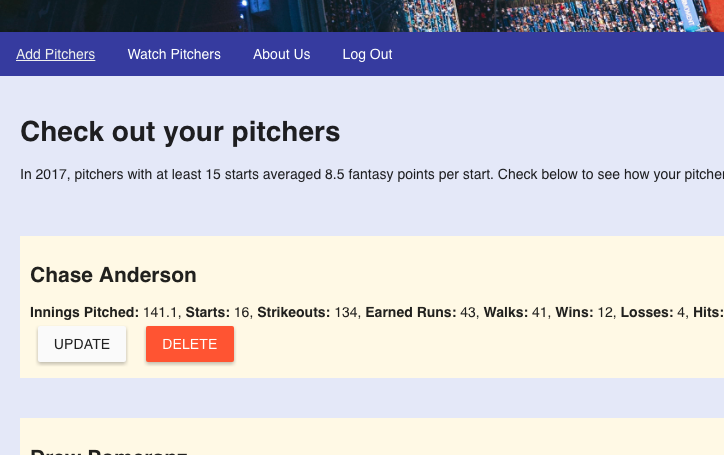 Add Pitchers Watch Pitchers About Us Log Out
Check out your pitchers
In 2017, pitchers with at least 15 starts averaged 8.5 fantasy points per start. Check below to see how your
Chase Anderson
Innings Pitched: 141.1, Starts: 16, Strikeouts: 134, Earned Runs: 43, Walks: 41, Wins: 12, Losses: 4, Hits:
UPDATE DELETE